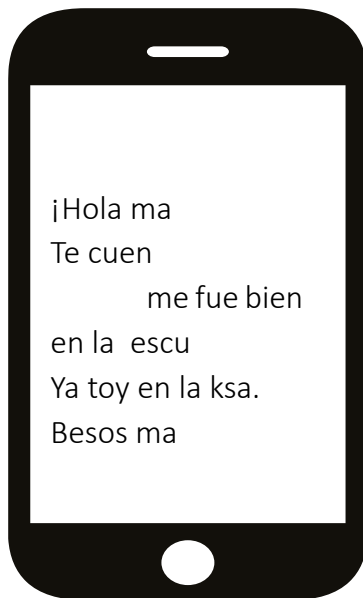 ¡Hola ma
Te cuen
me fue bien
en la escu
Ya toy en la ksa.
Besos ma